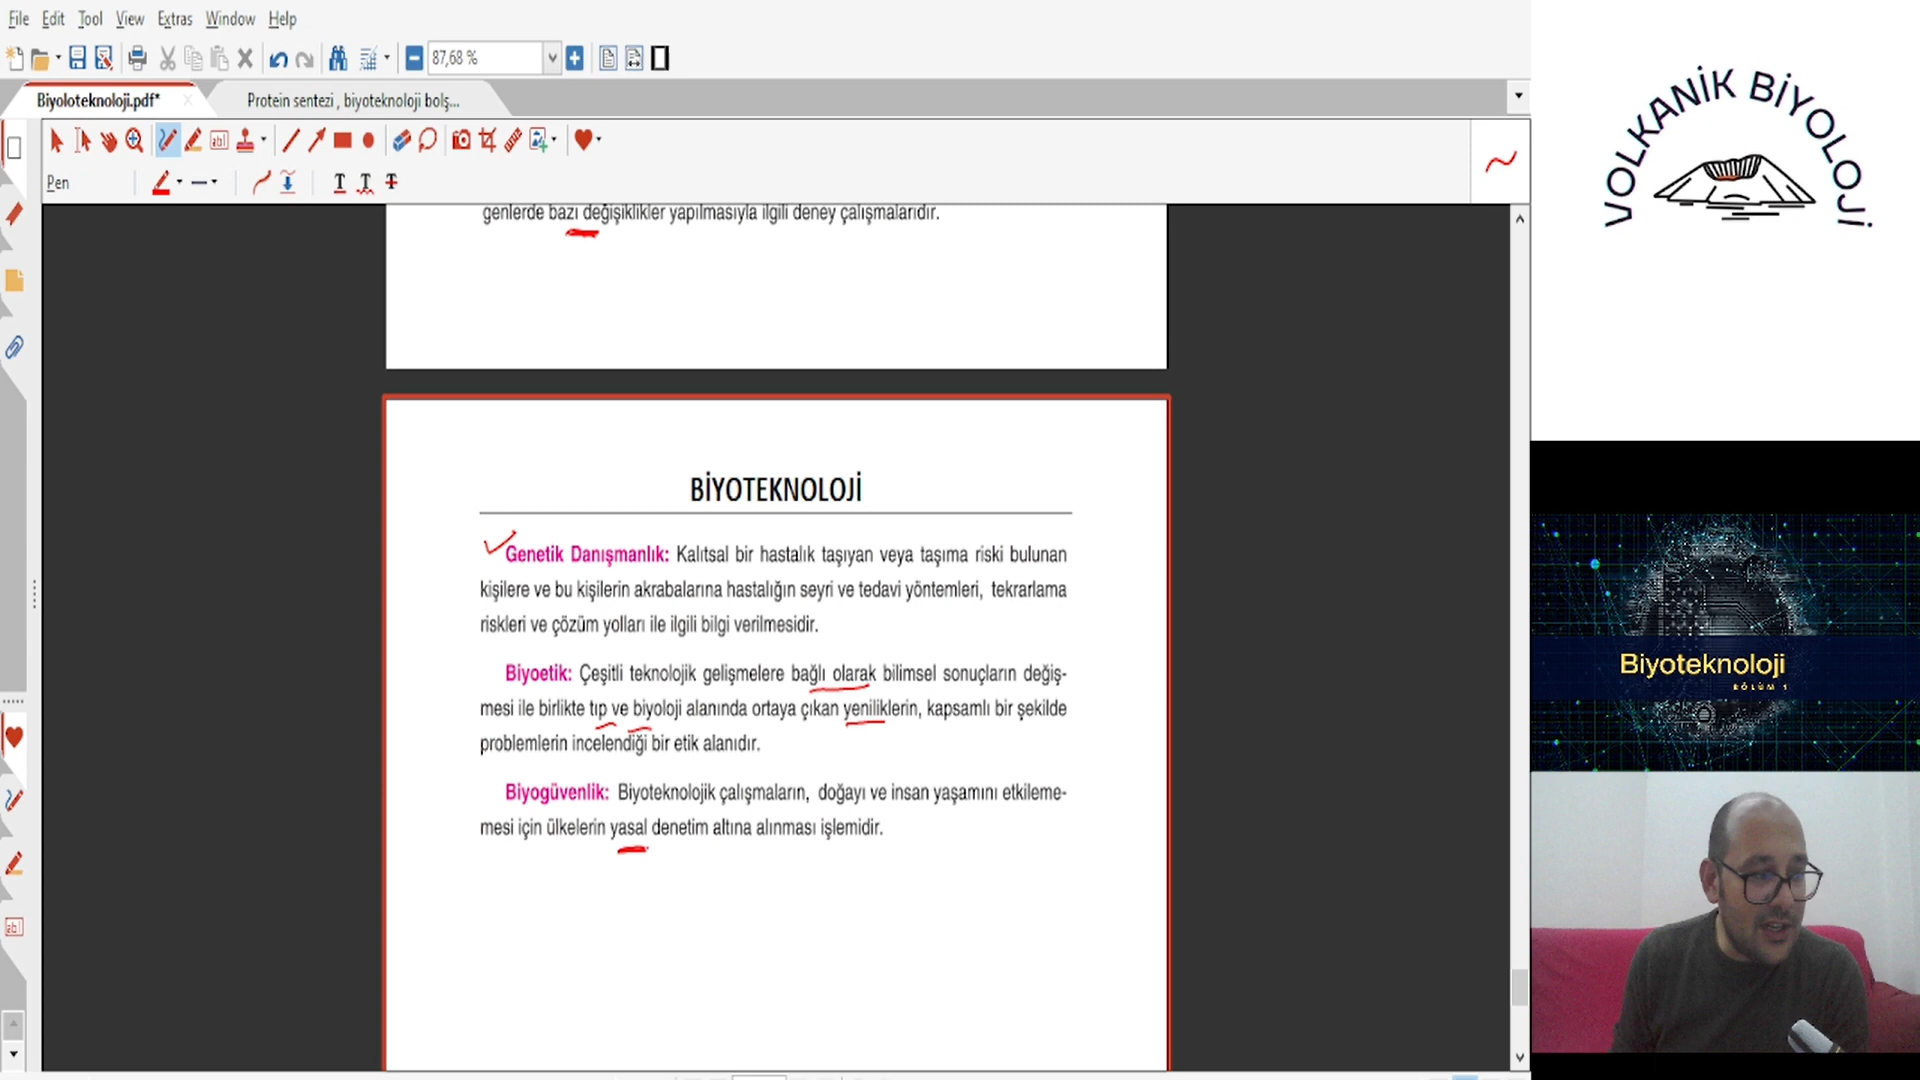 File Edit Tool View Extras Window Help
87,68 %
Biyoloteknoloji.pdf*
Protein sentezi , biyoteknoloji bolş...
Pen
genlerde bazı değişiklikler yapılmasıyla ilgili deney çalışmalarıdır.
BİYOTEKNOLOJİ
Genetik Danışmanlık: Kalıtsal bir hastalık taşıyan veya taşıma riski bulunan
kişilere ve bu kişilerin akrabalarına hastalığın seyri ve tedavi yöntemleri, tekrarlama
riskleri ve çözüm yolları ile ilgili bilgi verilmesidir.
Biyoetik: Çeşitli teknolojik gelişmelere bağlı olarak bilimsel sonuçların değiş-
mesi ile birlikte tıp ve biyoloji alanında ortaya çıkan yeniliklerin, kapsamlı bir şekilde
problemlerin incelendiği bir etik alanıdır.
Biyogüvenlik: Biyoteknolojik çalışmaların, doğayı ve insan yaşamını etkileme-
mesi için ülkelerin yasal denetim altına alınması işlemidir.
VOLKANİK BİYOLOJİ
Biyoteknoloji
BÖLÜM 1